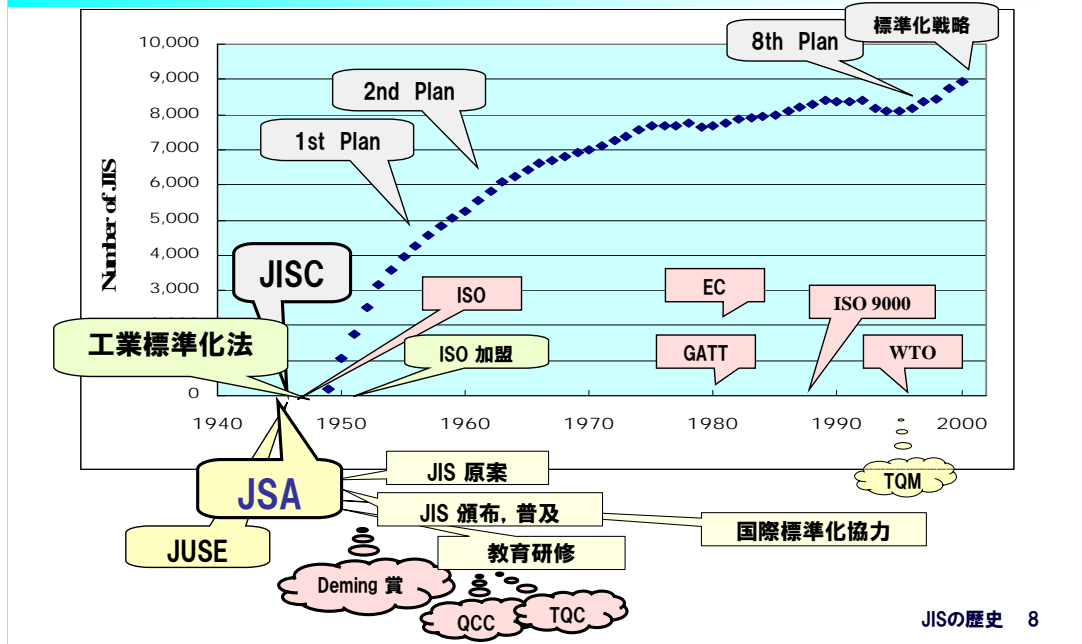 標準化戦略
8th Plan
2nd Plan
1st Plan
10,000
9,000
8,000
7,000
6,000
5,000
4,000
3,000
0
Number of JIS
JISC
工業標準化法
ISO
ISO 加盟
EC
GATT
ISO 9000
WTO
1940 1950 1960 1970 1980 1990 2000
JSA
JUSE
JIS 原案
JIS 頒布, 普及
教育研修
国際標準化協力
TQM
Deming 賞
QCC
TQC
JISの歴史 8